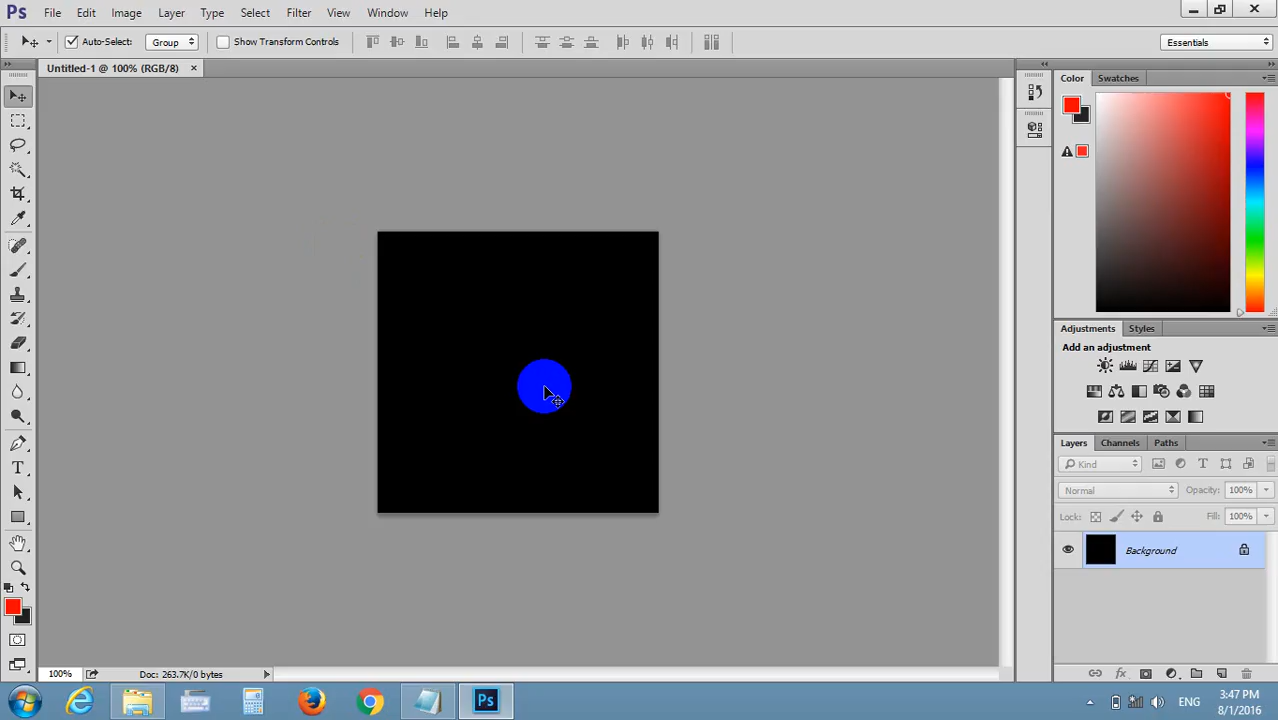 Ps File Edit Image Layer Type Select Filter 3D View Window Help
Auto-Select: Group Show Transform Controls Essentials
Untitled-1 @ 100% (RGB/8) ×
Color Swatches
Adjustments Styles
Add an adjustment
Layers Channels Paths
Kind
Normal Opacity: 100%
Lock: Fill: 100%
Background
100% Doc: 263.7K/0 bytes
Ps ENG 3:47 PM
8/1/2016